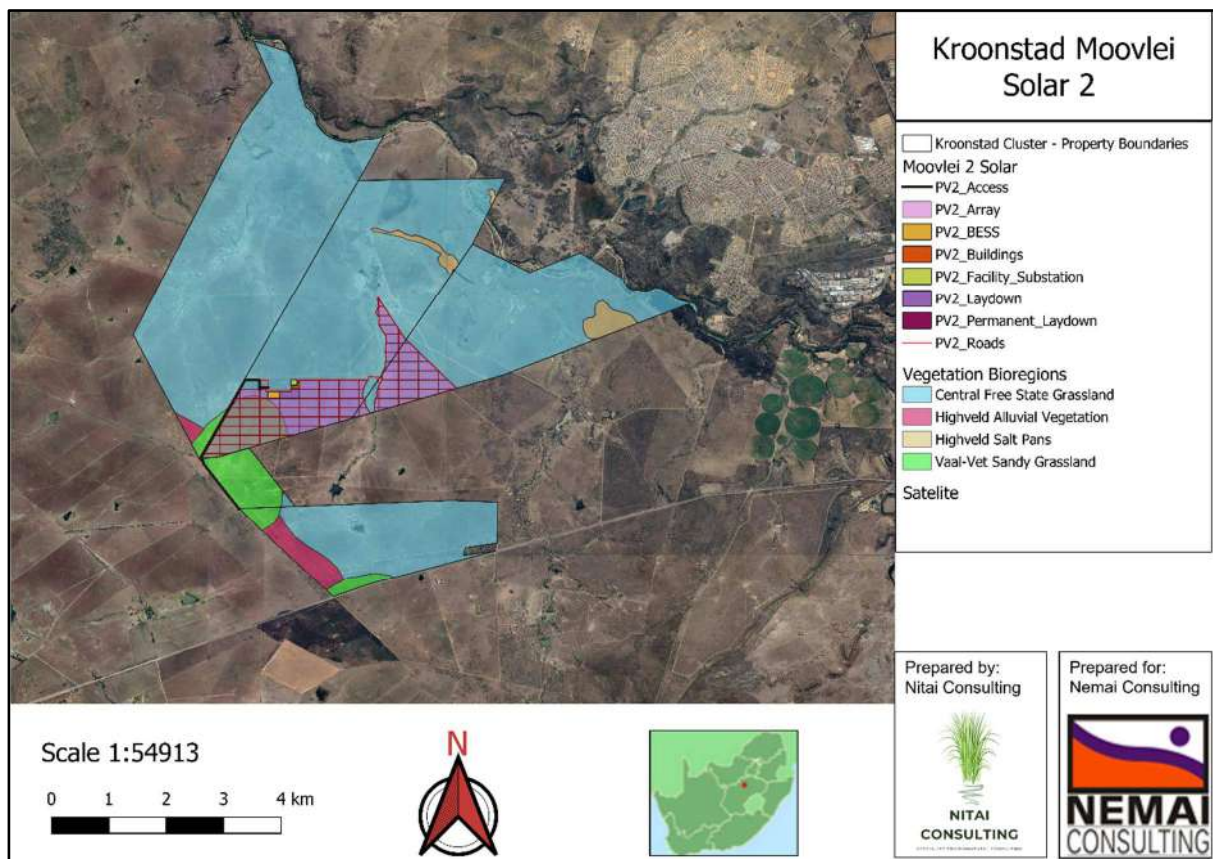 Kroonstad Moovlei
Solar 2
Kroonstad Cluster - Property Boundaries
Moovlei 2 Solar
PV2_Access
PV2_Array
PV2_BESS
PV2_Buildings
PV2_Facility_Substation
PV2_Laydown
PV2_Permanent_Laydown
PV2_Roads
Vegetation Bioregions
Central Free State Grassland
Highveld Alluvial Vegetation
Highveld Salt Pans
Vaal-Vet Sandy Grassland
Satelite
Prepared by:
Nitai Consulting
NITAI
CONSULTING
Prepared for:
Nemai Consulting
NEMAI
CONSULTING
Scale 1:54913
0 1 2 3 4 km
N